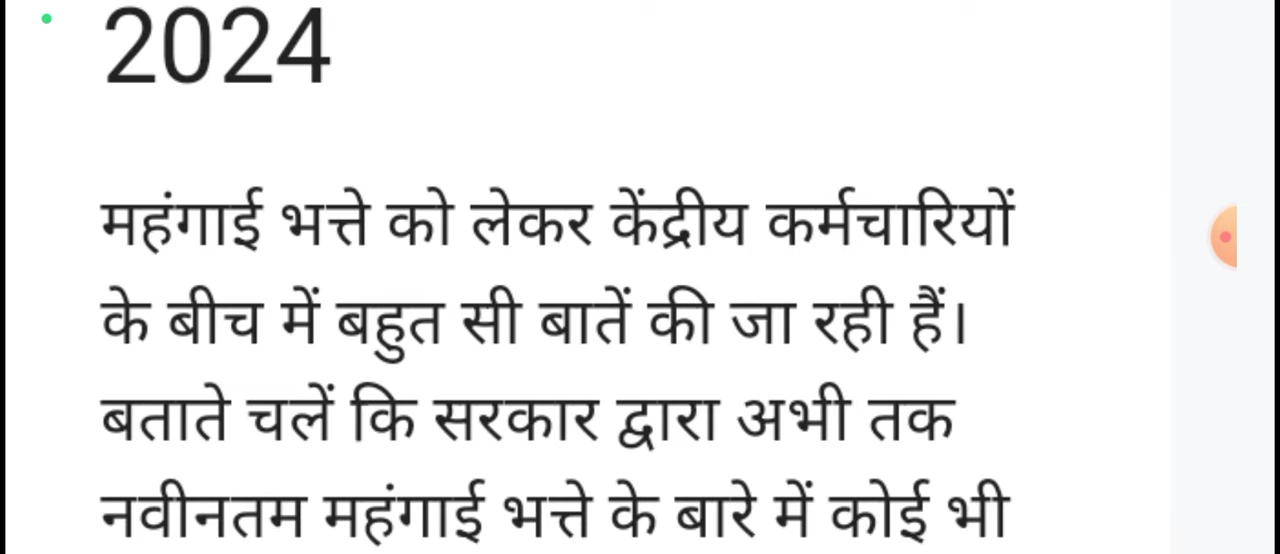 2024
महंगाई भत्ते को लेकर केंद्रीय कर्मचारियों
के बीच में बहुत सी बातें की जा रही हैं।
बताते चलें कि सरकार द्वारा अभी तक
नवीनतम महंगाई भत्ते के बारे में कोई भी